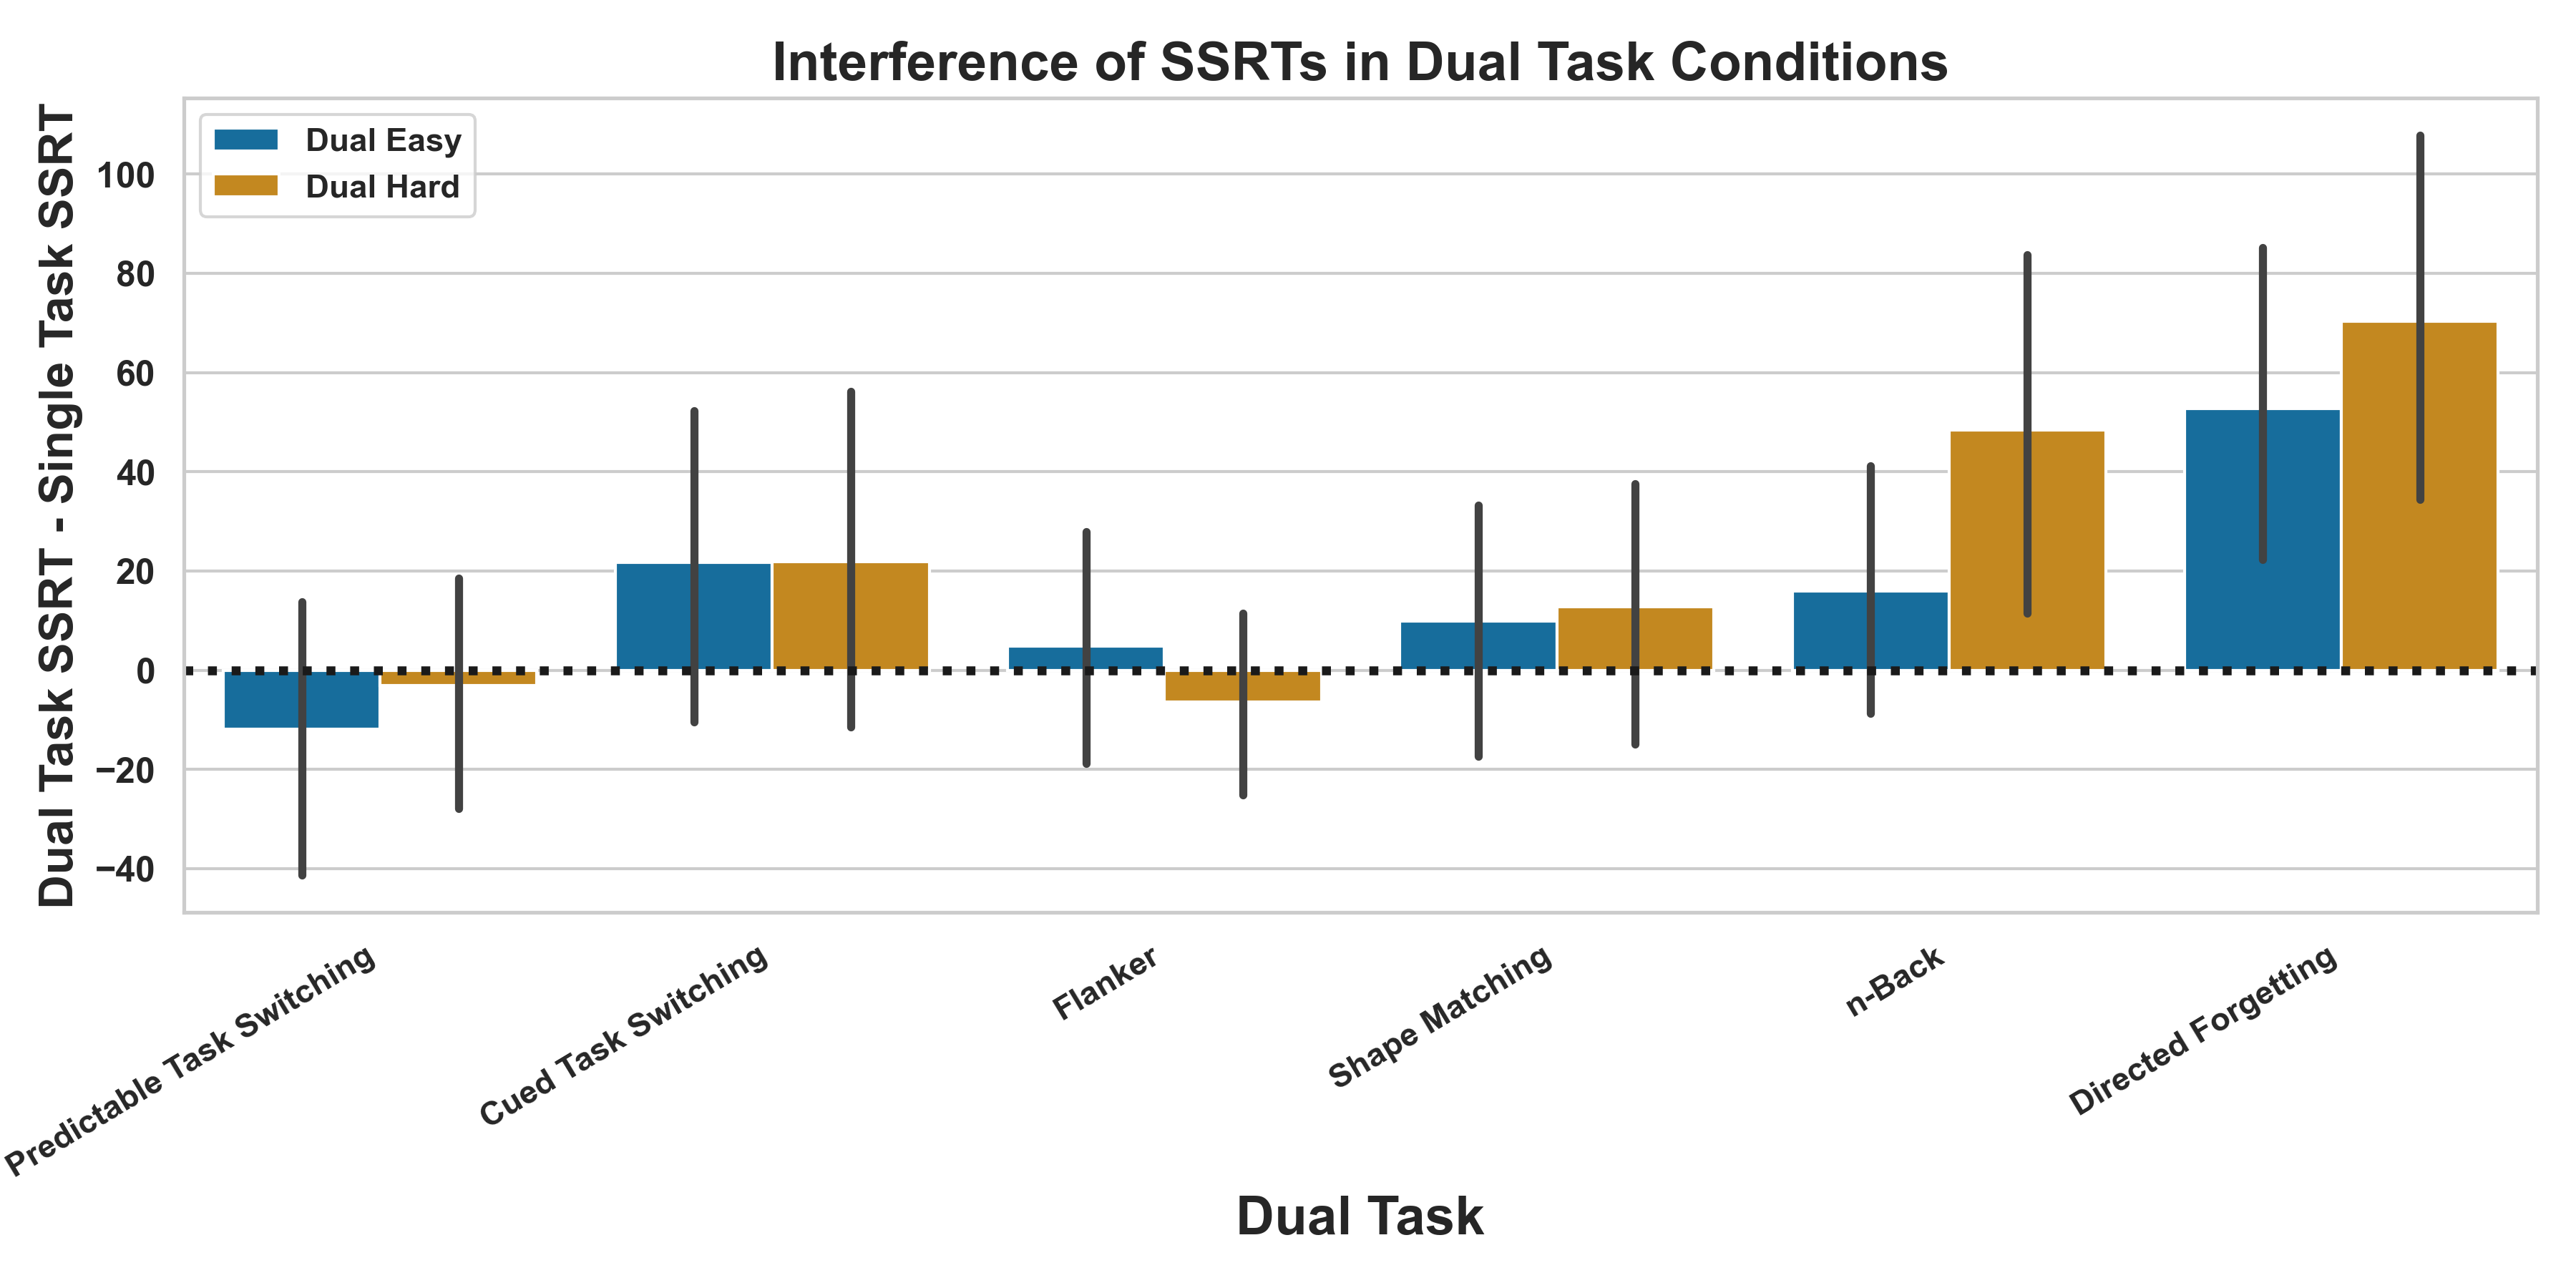 Interference of SSRTs in Dual Task Conditions
Dual Easy
Dual Hard
Dual Task SSRT - Single Task SSRT
100
80
60
40
20
0
−20
−40
Predictable Task Switching
Cued Task Switching
Flanker
Shape Matching
n-Back
Directed Forgetting
Dual Task